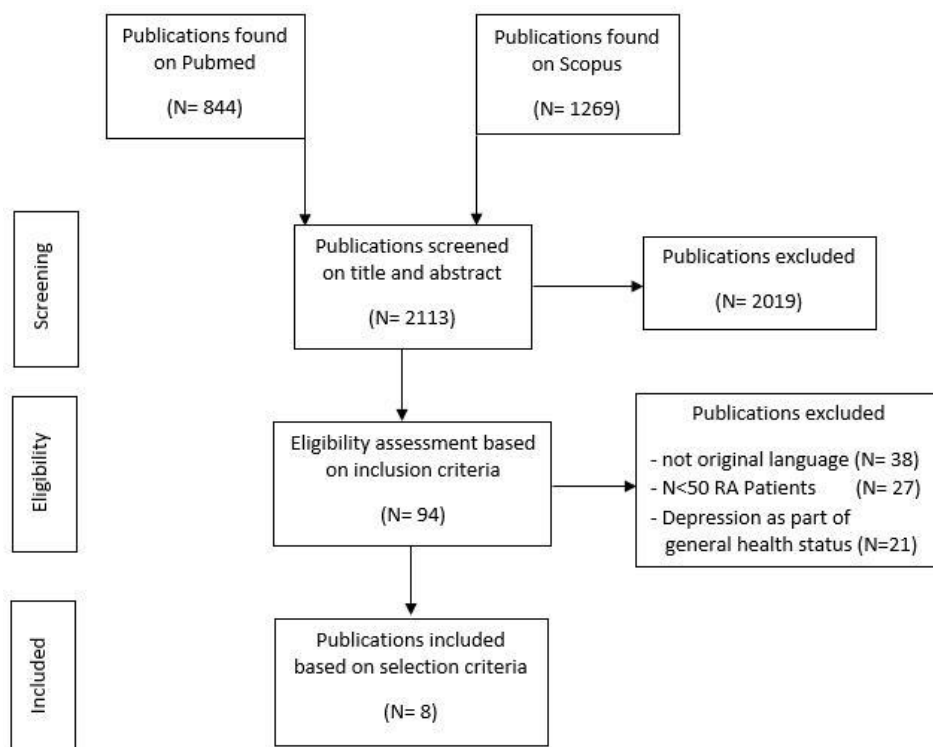 Publications found
on Pubmed
(N= 844)
Publications found
on Scopus
(N= 1269)
Screening
Publications screened
on title and abstract
(N= 2113)
Publications excluded
(N= 2019)
Eligibility
Eligibility assessment based
on inclusion criteria
(N= 94)
Publications excluded
- not original language (N= 38)
- N<50 RA Patients (N= 27)
- Depression as part of
general health status (N=21)
Included
Publications included
based on selection criteria
(N= 8)